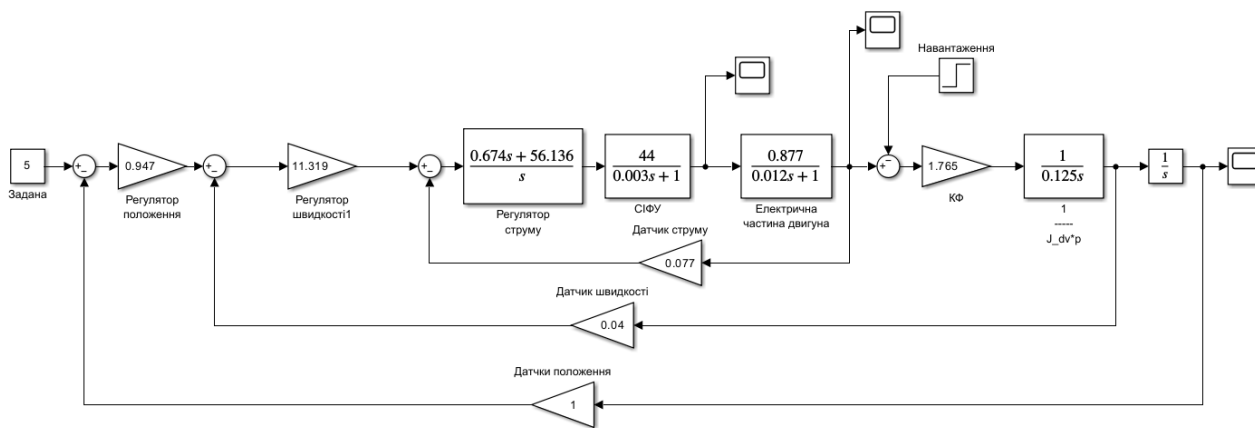 Навантаження
5
Задана
0.947
Регулятор
положення
11.319
Регулятор
швидкості1
0.674s + 56.136
s
Регулятор
струму
44
0.003s + 1
СІФУ
0.877
0.012s + 1
Електрична
частина двигуна
1.765
КФ
1
0.125s
1
-----
J_dv*p
1
s
Датчик струму
0.077
Датчик швидкості
0.04
Датчки положення
1